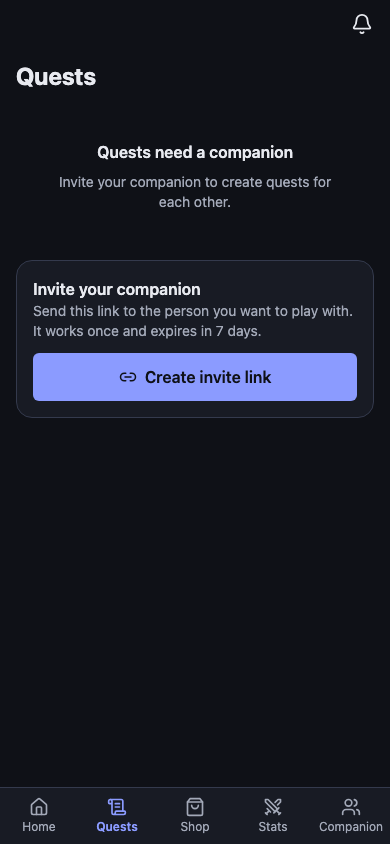 Quests
Quests need a companion
Invite your companion to create quests for
each other.
Invite your companion
Send this link to the person you want to play with.
It works once and expires in 7 days.
Create invite link
Home
Quests
Shop
Stats
Companion